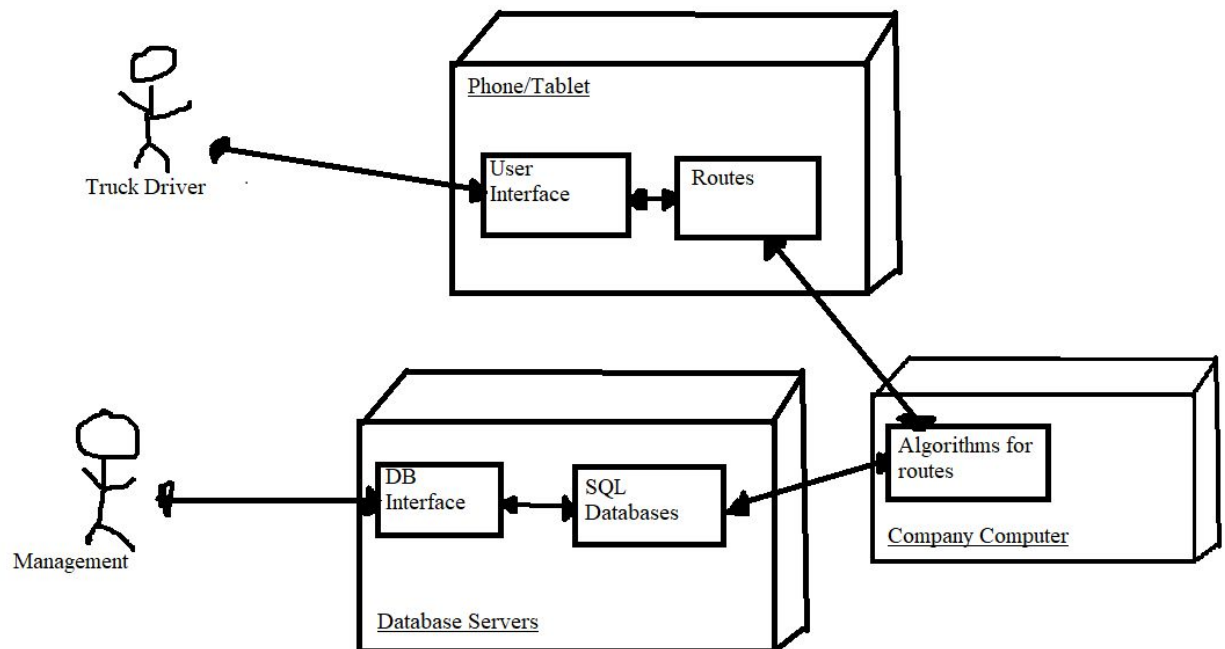 Phone/Tablet
User
Interface
Routes
Truck Driver
DB
Interface
SQL
Databases
Algorithms for
routes
Company Computer
Management
Database Servers